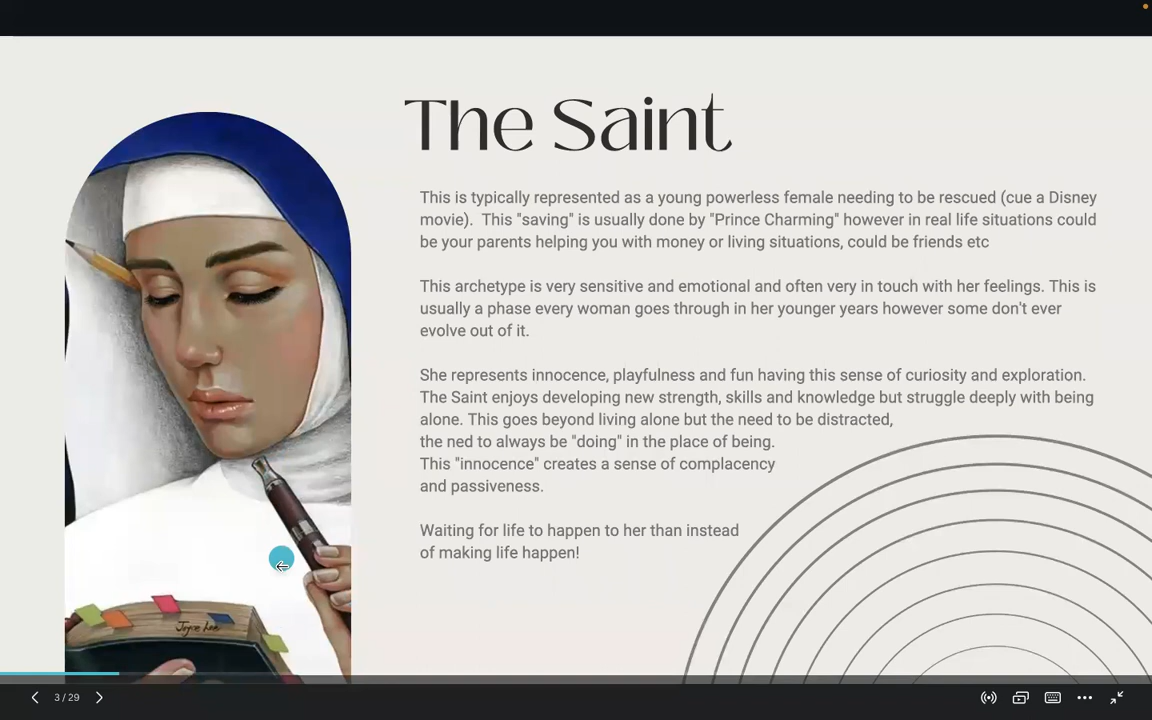 The Saint
This is typically represented as a young powerless female needing to be rescued (cue a Disney
movie).  This "saving" is usually done by "Prince Charming" however in real life situations could
be your parents helping you with money or living situations, could be friends etc
This archetype is very sensitive and emotional and often very in touch with her feelings. This is
usually a phase every woman goes through in her younger years however some don't ever
evolve out of it.
She represents innocence, playfulness and fun having this sense of curiosity and exploration.
The Saint enjoys developing new strength, skills and knowledge but struggle deeply with being
alone. This goes beyond living alone but the need to be distracted,
the ned to always be "doing" in the place of being.
This "innocence" creates a sense of complacency
and passiveness.
Waiting for life to happen to her than instead
of making life happen!
Joyce Lee
3 / 29